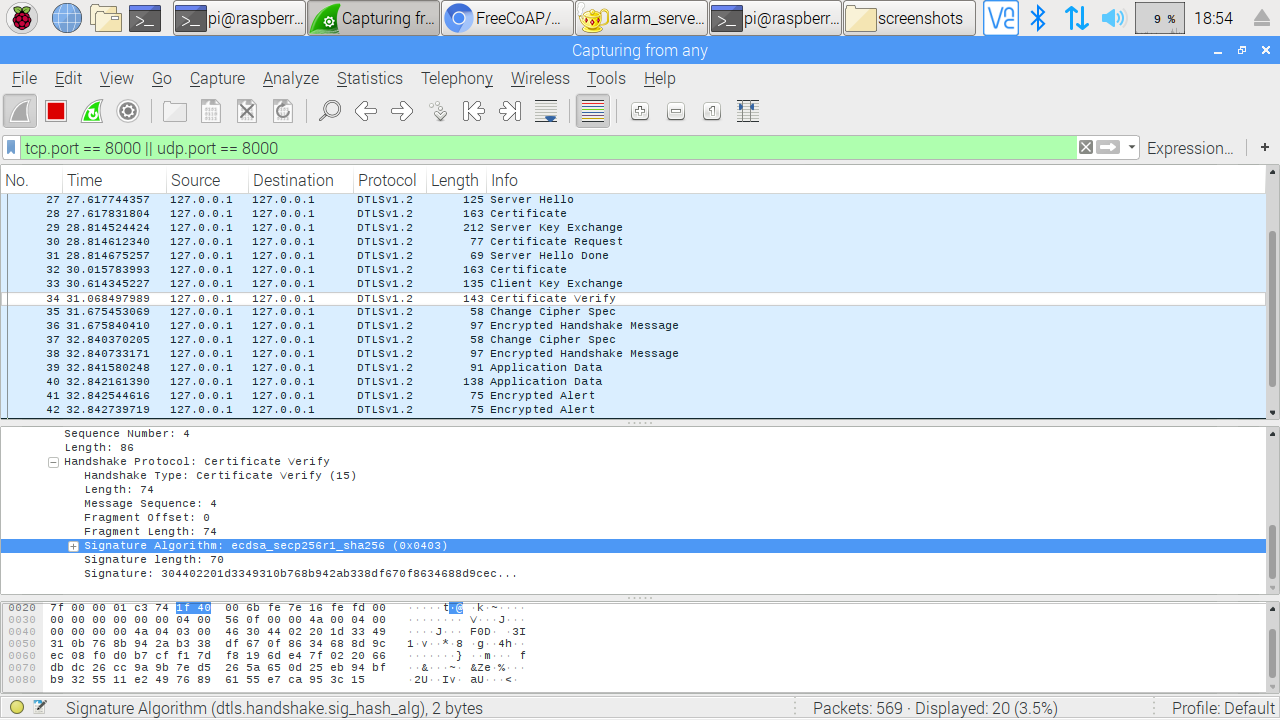 pi@raspberr... Capturing fr... FreeCoAP/... alarm_serve... pi@raspberr... screenshots V2 9 % 18:54
Capturing from any
File Edit View Go Capture Analyze Statistics Telephony Wireless Tools Help
tcp.port == 8000 || udp.port == 8000 Expression... +
No. Time Source Destination Protocol Length Info
27 27.617744357 127.0.0.1 127.0.0.1 DTLSv1.2 125 Server Hello
28 27.617831804 127.0.0.1 127.0.0.1 DTLSv1.2 163 Certificate
29 28.814524424 127.0.0.1 127.0.0.1 DTLSv1.2 212 Server Key Exchange
30 28.814612340 127.0.0.1 127.0.0.1 DTLSv1.2 77 Certificate Request
31 28.814675257 127.0.0.1 127.0.0.1 DTLSv1.2 69 Server Hello Done
32 30.015783993 127.0.0.1 127.0.0.1 DTLSv1.2 163 Certificate
33 30.614345227 127.0.0.1 127.0.0.1 DTLSv1.2 135 Client Key Exchange
34 31.068497989 127.0.0.1 127.0.0.1 DTLSv1.2 143 Certificate Verify
35 31.675453069 127.0.0.1 127.0.0.1 DTLSv1.2 58 Change Cipher Spec
36 31.675840410 127.0.0.1 127.0.0.1 DTLSv1.2 97 Encrypted Handshake Message
37 32.840370205 127.0.0.1 127.0.0.1 DTLSv1.2 58 Change Cipher Spec
38 32.840733171 127.0.0.1 127.0.0.1 DTLSv1.2 97 Encrypted Handshake Message
39 32.841580248 127.0.0.1 127.0.0.1 DTLSv1.2 91 Application Data
40 32.842161390 127.0.0.1 127.0.0.1 DTLSv1.2 138 Application Data
41 32.842544616 127.0.0.1 127.0.0.1 DTLSv1.2 75 Encrypted Alert
42 32.842739719 127.0.0.1 127.0.0.1 DTLSv1.2 75 Encrypted Alert
Sequence Number: 4
Length: 86
Handshake Protocol: Certificate Verify
Handshake Type: Certificate Verify (15)
Length: 74
Message Sequence: 4
Fragment Offset: 0
Fragment Length: 74
Signature Algorithm: ecdsa_secp256r1_sha256 (0x0403)
Signature length: 70
Signature: 304402201d3349310b768b942ab338df670f8634688d9cec...
0020 7f 00 00 01 c3 74 1f 40 00 6b fe 7e 16 fe fd 00 ·····t·@ ·k·~····
0030 00 00 00 00 00 00 04 00 56 0f 00 00 4a 00 04 00 ········ V···J···
0040 00 00 00 00 4a 04 03 00 46 30 44 02 20 1d 33 49 ····J··· F0D· ·3I
0050 31 0b 76 8b 94 2a b3 38 df 67 0f 86 34 68 8d 9c 1·v··*·8 ·g··4h··
0060 ec 08 f0 d0 b7 cf f1 7d f8 19 6d e4 7f 02 20 66 ·······} ··m··· f
0070 db dc 26 cc 9a 9b 7e d5 26 5a 65 0d 25 eb 94 bf ··&···~· &Ze·%···
0080 b9 32 55 11 e2 49 76 89 61 55 e7 ca 95 3c 15 ·2U··Iv· aU···<·
Signature Algorithm (dtls.handshake.sig_hash_alg), 2 bytes Packets: 569 · Displayed: 20 (3.5%) Profile: Default